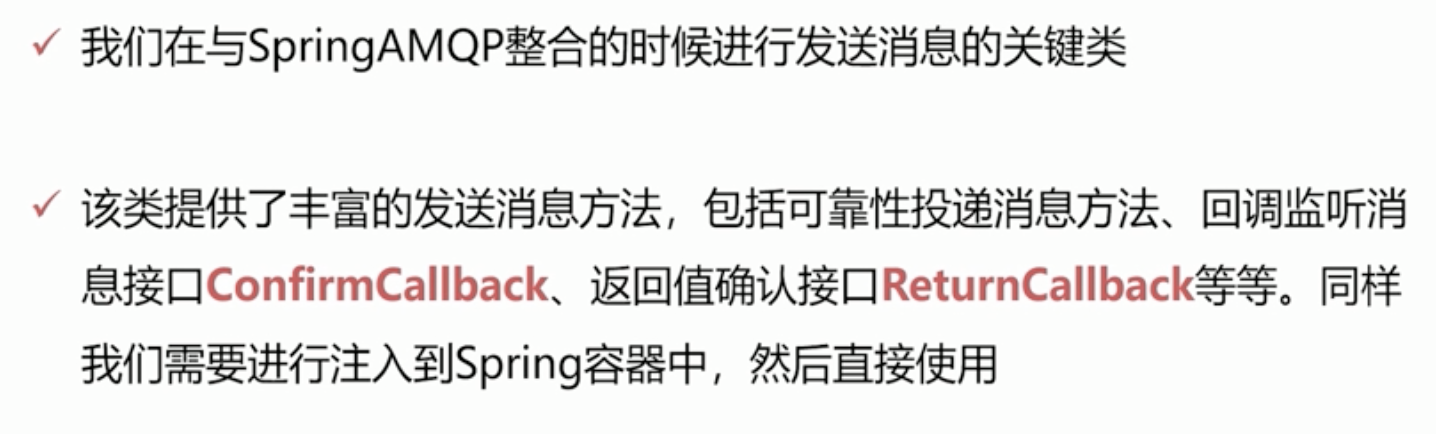 ✓ 我们在与SpringAMQP整合的时候进行发送消息的关键类
✓ 该类提供了丰富的发送消息方法，包括可靠性投递消息方法、回调监听消
息接口ConfirmCallback、返回值确认接口ReturnCallback等等。同样
我们需要进行注入到Spring容器中，然后直接使用